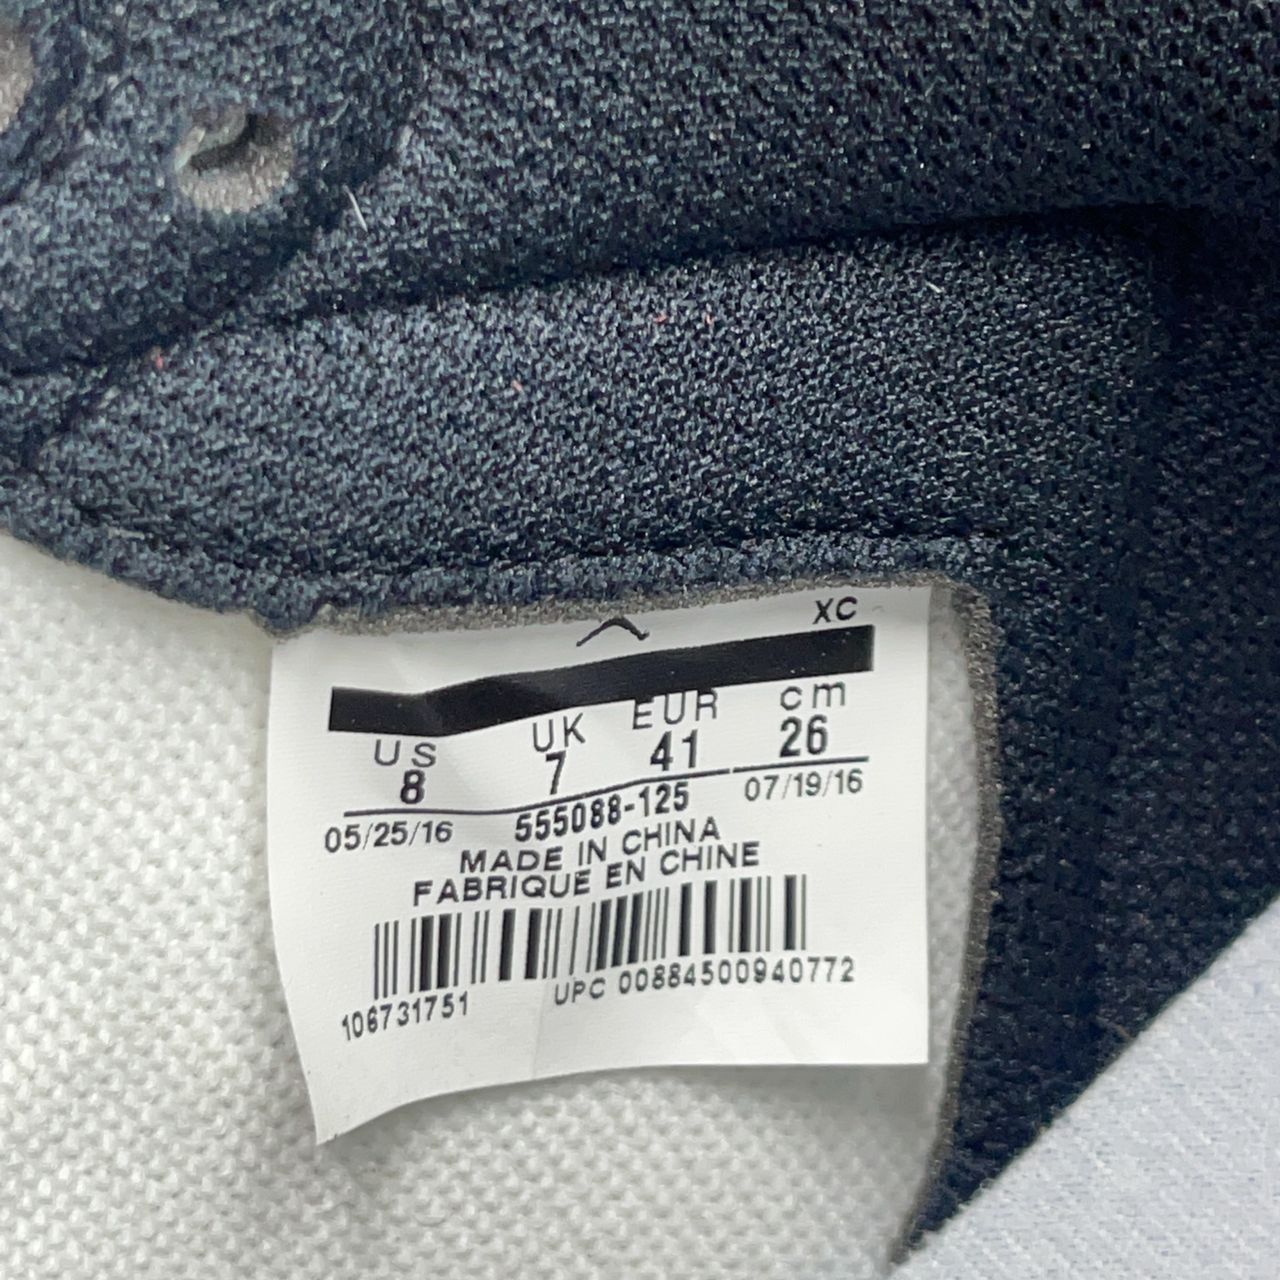 XC
US UK EUR cm
8 7 41 26
05/25/16 555088-125 07/19/16
MADE IN CHINA
FABRIQUE EN CHINE
106731751 UPC 00884500940772